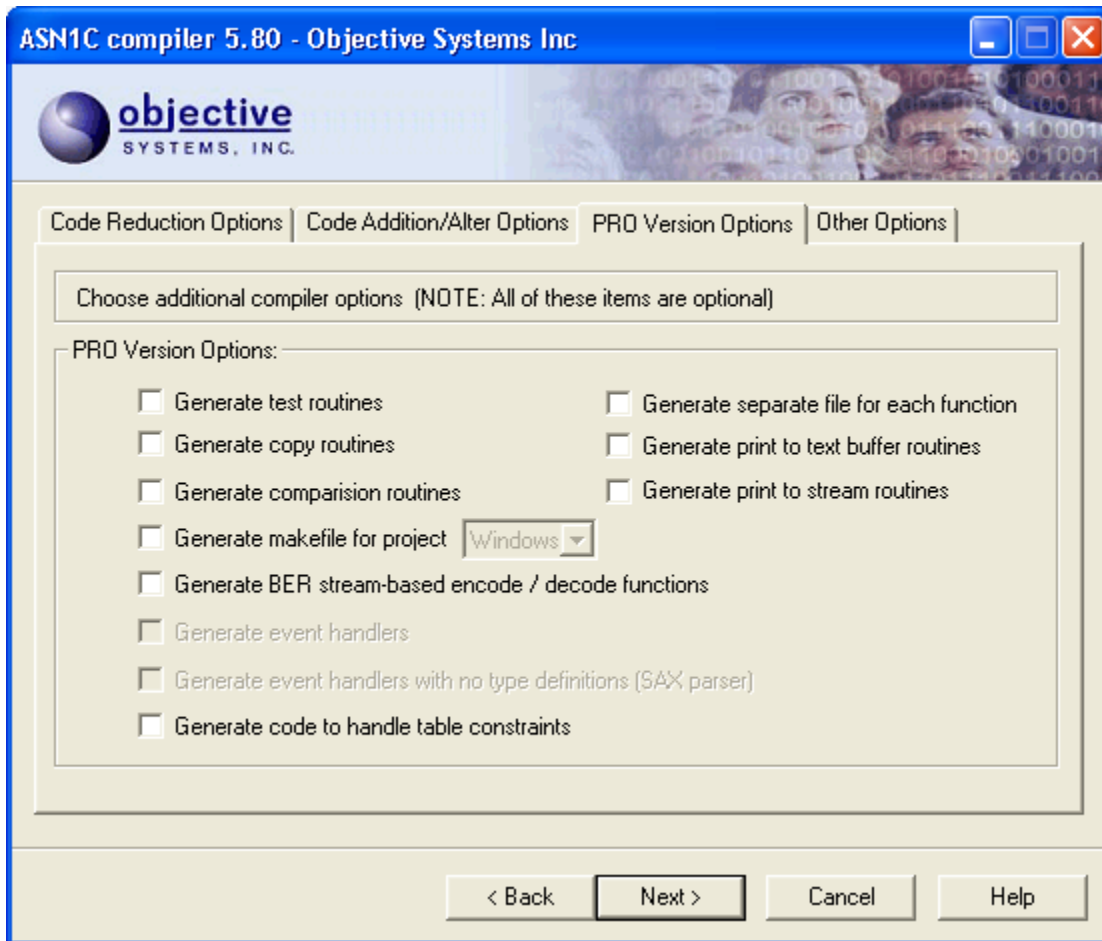 ASN1C compiler 5.80 - Objective Systems Inc
objective
SYSTEMS, INC.
Code Reduction Options
Code Addition/Alter Options
PRO Version Options
Other Options
Choose additional compiler options (NOTE: All of these items are optional)
PRO Version Options:
Generate test routines
Generate copy routines
Generate comparision routines
Generate makefile for project
Windows
Generate BER stream-based encode / decode functions
Generate event handlers
Generate event handlers with no type definitions (SAX parser)
Generate code to handle table constraints
Generate separate file for each function
Generate print to text buffer routines
Generate print to stream routines
< Back
Next >
Cancel
Help